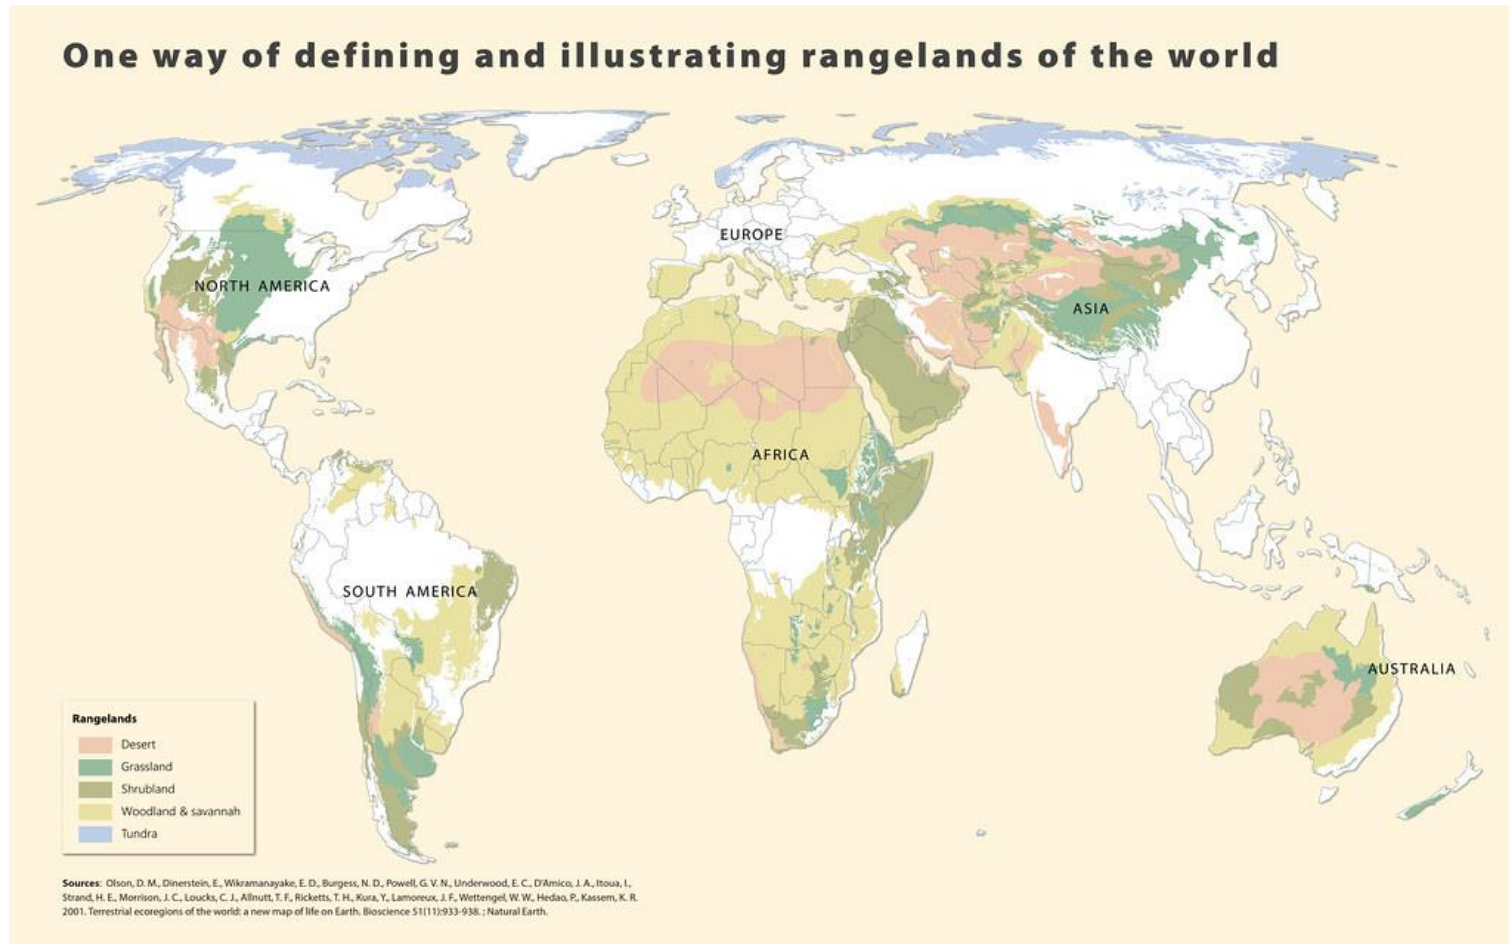 One way of defining and illustrating rangelands of the world
NORTH AMERICA
EUROPE
ASIA
AFRICA
SOUTH AMERICA
AUSTRALIA
Rangelands
Desert
Grassland
Shrubland
Woodland & savannah
Tundra
Sources: Olson, D. M., Dinerstein, E., Wikramanayake, E. D., Burgess, N. D., Powell, G. V. N., Underwood, E. C., D'Amico, J. A., Itoua, I.,
Strand, H. E., Morrison, J. C., Loucks, C. J., Allnutt, T. F., Ricketts, T. H., Kura, Y., Lamoreux, J. F., Wettengel, W. W., Hedao, P., Kassem, K. R.
2001. Terrestrial ecoregions of the world: a new map of life on Earth. Bioscience 51(11):933-938. ; Natural Earth.